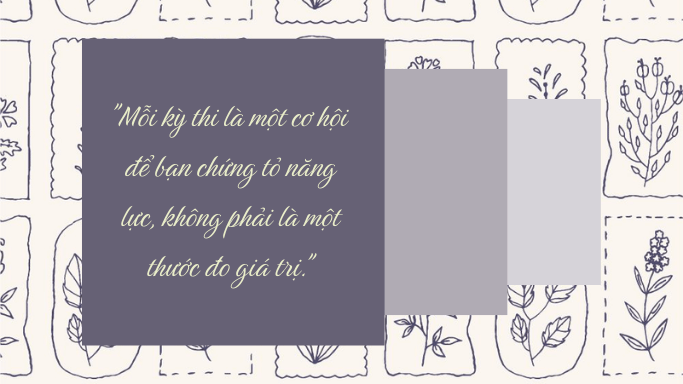 "Mỗi kỳ thi là một cơ hội
để bạn chứng tỏ năng
lực, không phải là một
thước đo giá trị."